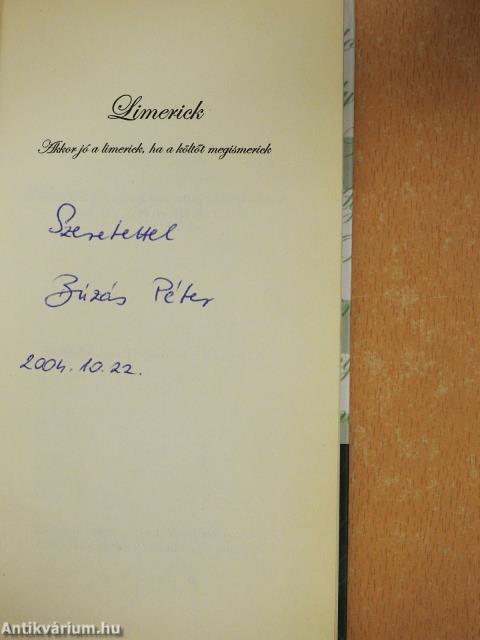 Limerick
Akkor jó a limerick, ha a költőt megismerick
Szeretettel
Búzás Péter
2004. 10. 22.
Antikvárium.hu